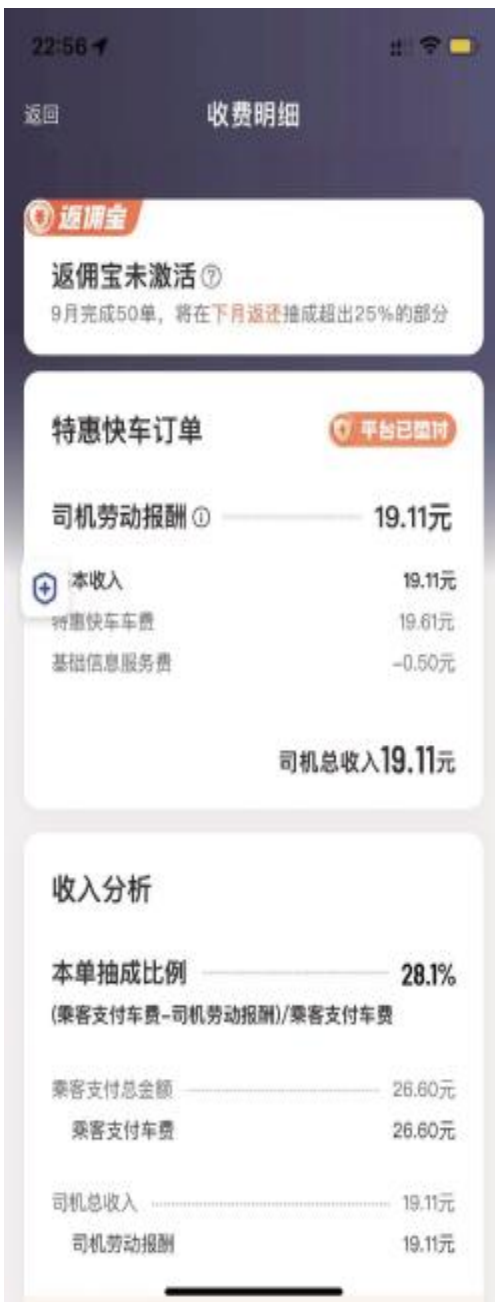 22:56
返回
收费明细
返佣宝
返佣宝未激活?
9月完成50单，将在下月返还抽成超出25%的部分
特惠快车订单
平台已垫付
司机劳动报酬 19.11元
本收入 19.11元
特惠快车车费 19.61元
基础信息服务费 -0.50元
司机总收入19.11元
收入分析
本单抽成比例 28.1%
(乘客支付车费-司机劳动报酬)/乘客支付车费
乘客支付总金额 26.60元
乘客支付车费 26.60元
司机总收入 19.11元
司机劳动报酬 19.11元